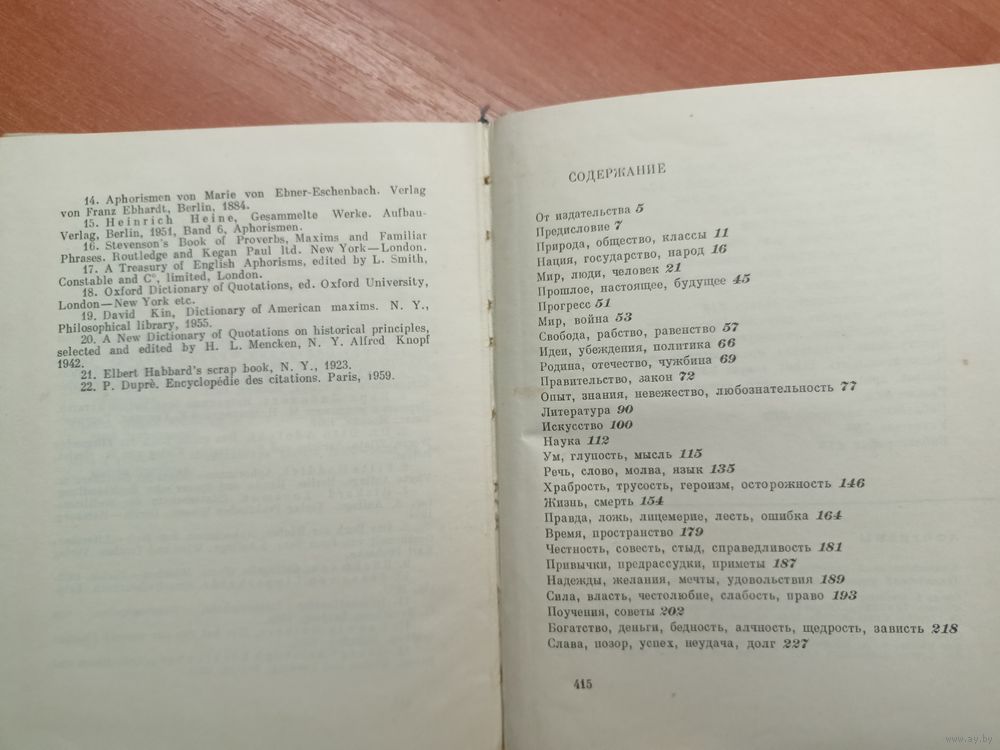 14. Aphorismen von Marie von Ebner-Eschenbach. Verlag
von Franz Ebhardt, Berlin, 1884.
15. Heinrich Heine, Gesammelte Werke. Aufbau-
Verlag, Berlin, 1951, Band 6, Aphorismen.
16. Stevenson's Book of Proverbs, Maxims and Familiar
Phrases. Routledge and Kegan Paul ltd. New York—London.
17. A Treasury of English Aphorisms, edited by L. Smith,
Constable and C°, limited, London.
18. Oxford Dictionary of Quotations, ed. Oxford University,
London—New York etc.
19. David Kin, Dictionary of American maxims. N. Y.,
Philosophical library, 1955.
20. A New Dictionary of Quotations on historical principles,
selected and edited by H. L. Mencken, N. Y. Alfred Knopf
1942.
21. Elbert Habbard's scrap book, N. Y., 1923.
22. P. Duprè. Encyclopédie des citations. Paris, 1959.
СОДЕРЖАНИЕ
От издательства 5
Предисловие 7
Природа, общество, классы 11
Нация, государство, народ 16
Мир, люди, человек 21
Прошлое, настоящее, будущее 45
Прогресс 51
Мир, война 53
Свобода, рабство, равенство 57
Идеи, убеждения, политика 66
Родина, отечество, чужбина 69
Правительство, закон 72
Опыт, знания, невежество, любознательность 77
Литература 90
Искусство 100
Наука 112
Ум, глупость, мысль 115
Речь, слово, молва, язык 135
Храбрость, трусость, героизм, осторожность 146
Жизнь, смерть 154
Правда, ложь, лицемерие, лесть, ошибка 164
Время, пространство 179
Честность, совесть, стыд, справедливость 181
Привычки, предрассудки, приметы 187
Надежды, желания, мечты, удовольствия 189
Сила, власть, честолюбие, слабость, право 193
Поучения, советы 202
Богатство, деньги, бедность, алчность, щедрость, зависть 218
Слава, позор, успех, неудача, долг 227
415
www.ay.by